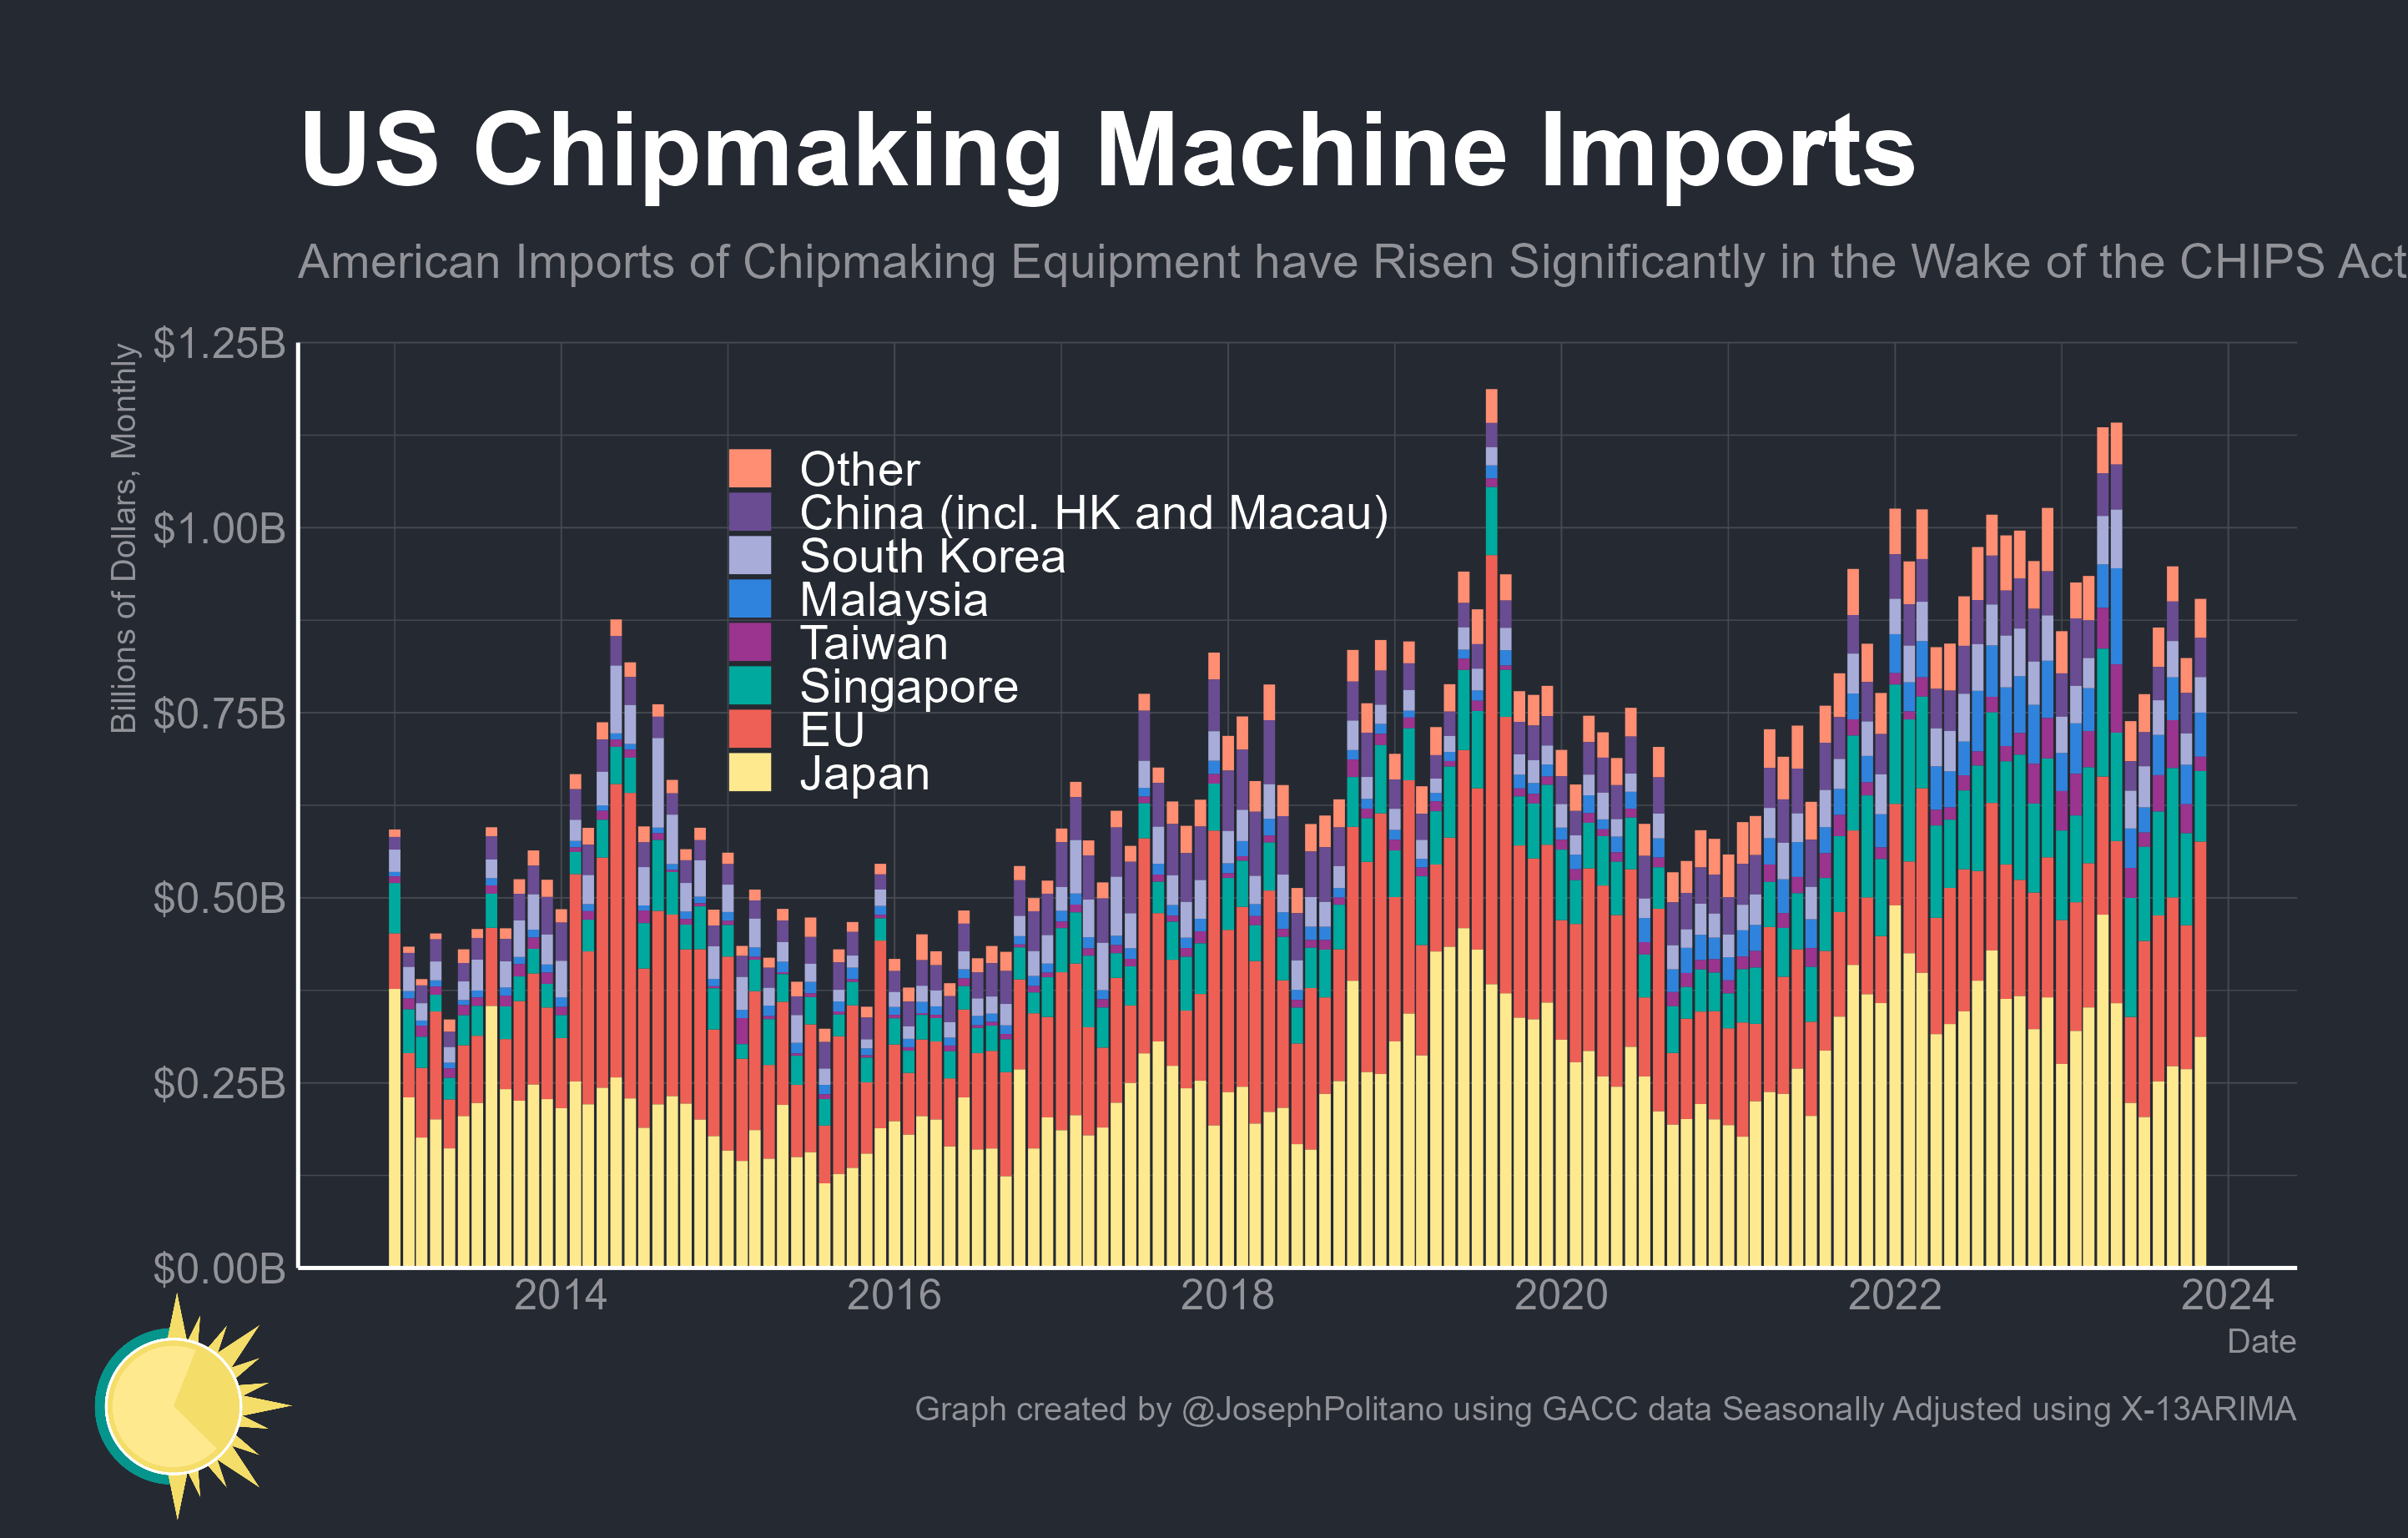 US Chipmaking Machine Imports
American Imports of Chipmaking Equipment have Risen Significantly in the Wake of the CHIPS Act
Billions of Dollars, Monthly
$1.25B
$1.00B
$0.75B
$0.50B
$0.25B
$0.00B
Other
China (incl. HK and Macau)
South Korea
Malaysia
Taiwan
Singapore
EU
Japan
2014
2016
2018
2020
2022
2024
Date
Graph created by @JosephPolitano using GACC data Seasonally Adjusted using X-13ARIMA